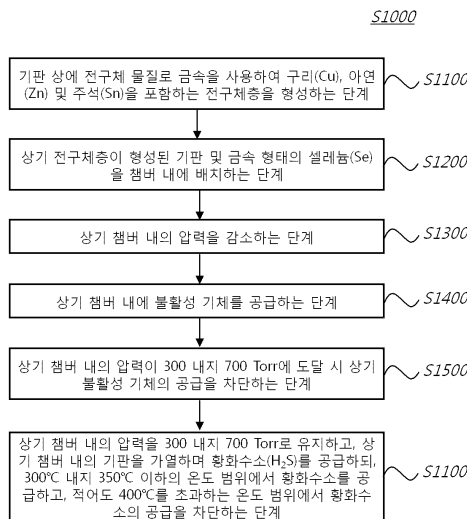 S1000
기판 상에 전구체 물질로 금속을 사용하여 구리(Cu), 아연
(Zn) 및 주석(Sn)을 포함하는 전구체층을 형성하는 단계
S1100
상기 전구체층이 형성된 기판 및 금속 형태의 셀레늄(Se)
을 챔버 내에 배치하는 단계
S1200
상기 챔버 내의 압력을 감소하는 단계
S1300
상기 챔버 내에 불활성 기체를 공급하는 단계
S1400
상기 챔버 내의 압력이 300 내지 700 Torr에 도달 시 상기
불활성 기체의 공급을 차단하는 단계
S1500
상기 챔버 내의 압력을 300 내지 700 Torr로 유지하고, 상
기 챔버 내의 기판을 가열하며 황화수소(H₂S)를 공급하되,
300℃ 내지 350℃ 이하의 온도 범위에서 황화수소를 공
급하고, 적어도 400℃를 초과하는 온도 범위에서 황화수
소의 공급을 차단하는 단계
S1100